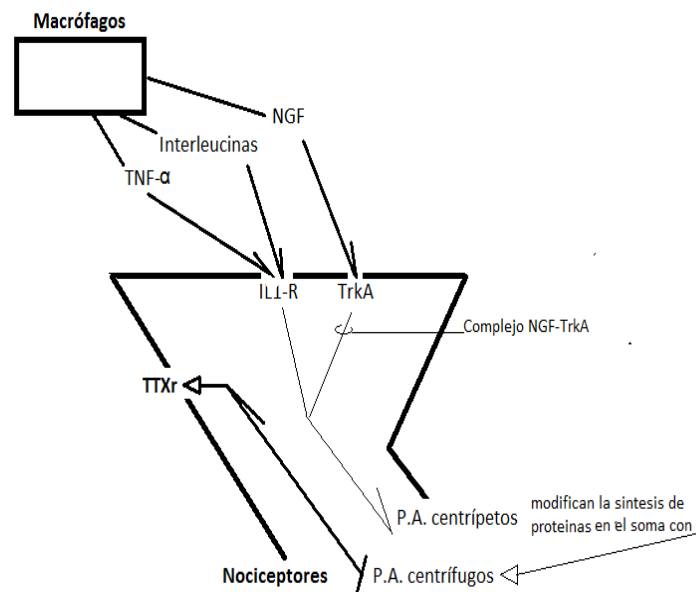 Macrófagos
NGF
Interleucinas
TNF-α
IL1-R TrkA
Complejo NGF-TrkA
TTXr
P.A. centrípetos
modifican la sintesis de
proteinas en el soma con
Nociceptores
P.A. centrífugos